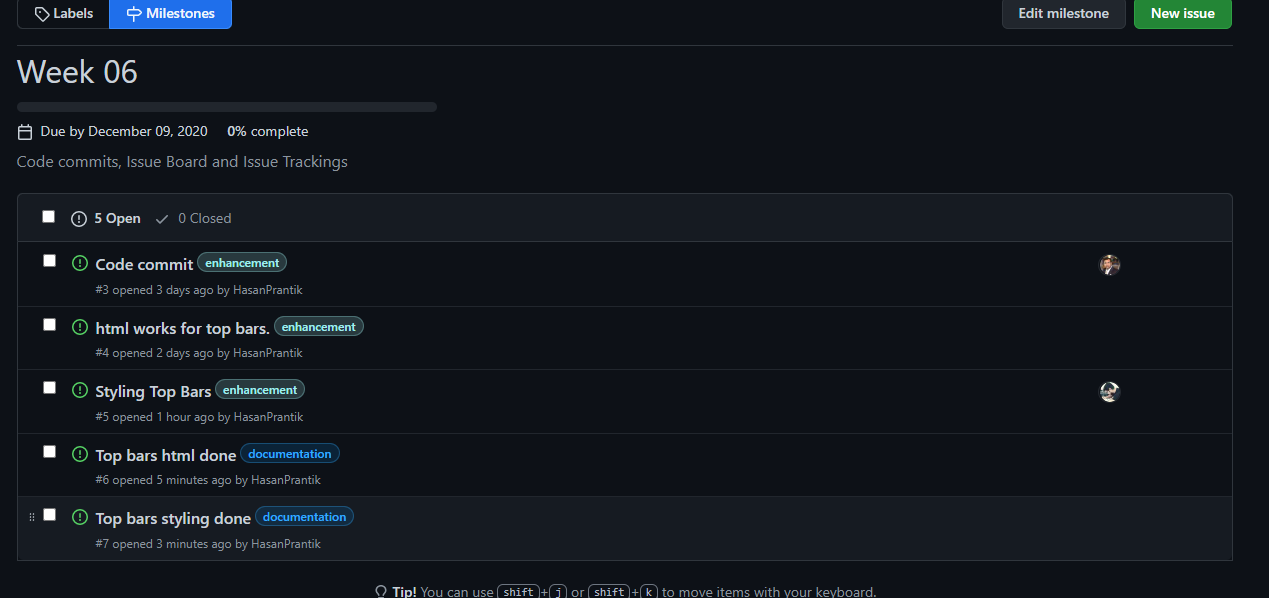 Labels Milestones Edit milestone New issue
Week 06
Due by December 09, 2020 0% complete
Code commits, Issue Board and Issue Trackings
5 Open 0 Closed
Code commit enhancement
#3 opened 3 days ago by HasanPrantik
html works for top bars. enhancement
#4 opened 2 days ago by HasanPrantik
Styling Top Bars enhancement
#5 opened 1 hour ago by HasanPrantik
Top bars html done documentation
#6 opened 5 minutes ago by HasanPrantik
Top bars styling done documentation
#7 opened 3 minutes ago by HasanPrantik
Tip! You can use shift+j or shift+k to move items with your keyboard.